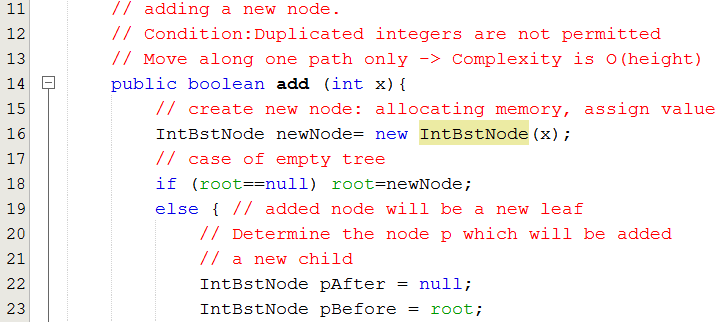 11 // adding a new node.
12 // Condition:Duplicated integers are not permitted
13 // Move along one path only -> Complexity is O(height)
14 public boolean add (int x){
15 // create new node: allocating memory, assign value
16 IntBstNode newNode= new IntBstNode(x);
17 // case of empty tree
18 if (root==null) root=newNode;
19 else { // added node will be a new leaf
20 // Determine the node p which will be added
21 // a new child
22 IntBstNode pAfter = null;
23 IntBstNode pBefore = root;